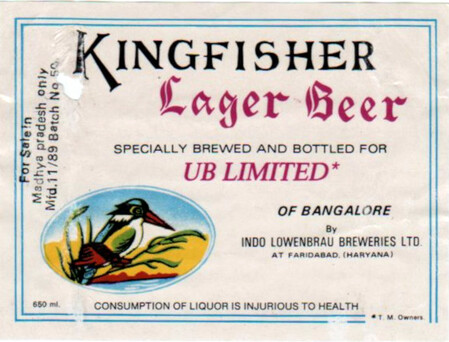 KINGFISHER
Lager Beer
SPECIALLY BREWED AND BOTTLED FOR
UB LIMITED*
OF BANGALORE
By
INDO LOWENBRAU BREWERIES LTD.
AT FARIDABAD, (HARYANA)
For Sale in
Madhya pradesh only
Mfd. 11/89 Batch No 59
650 ml.
CONSUMPTION OF LIQUOR IS INJURIOUS TO HEALTH
* T. M. Owners